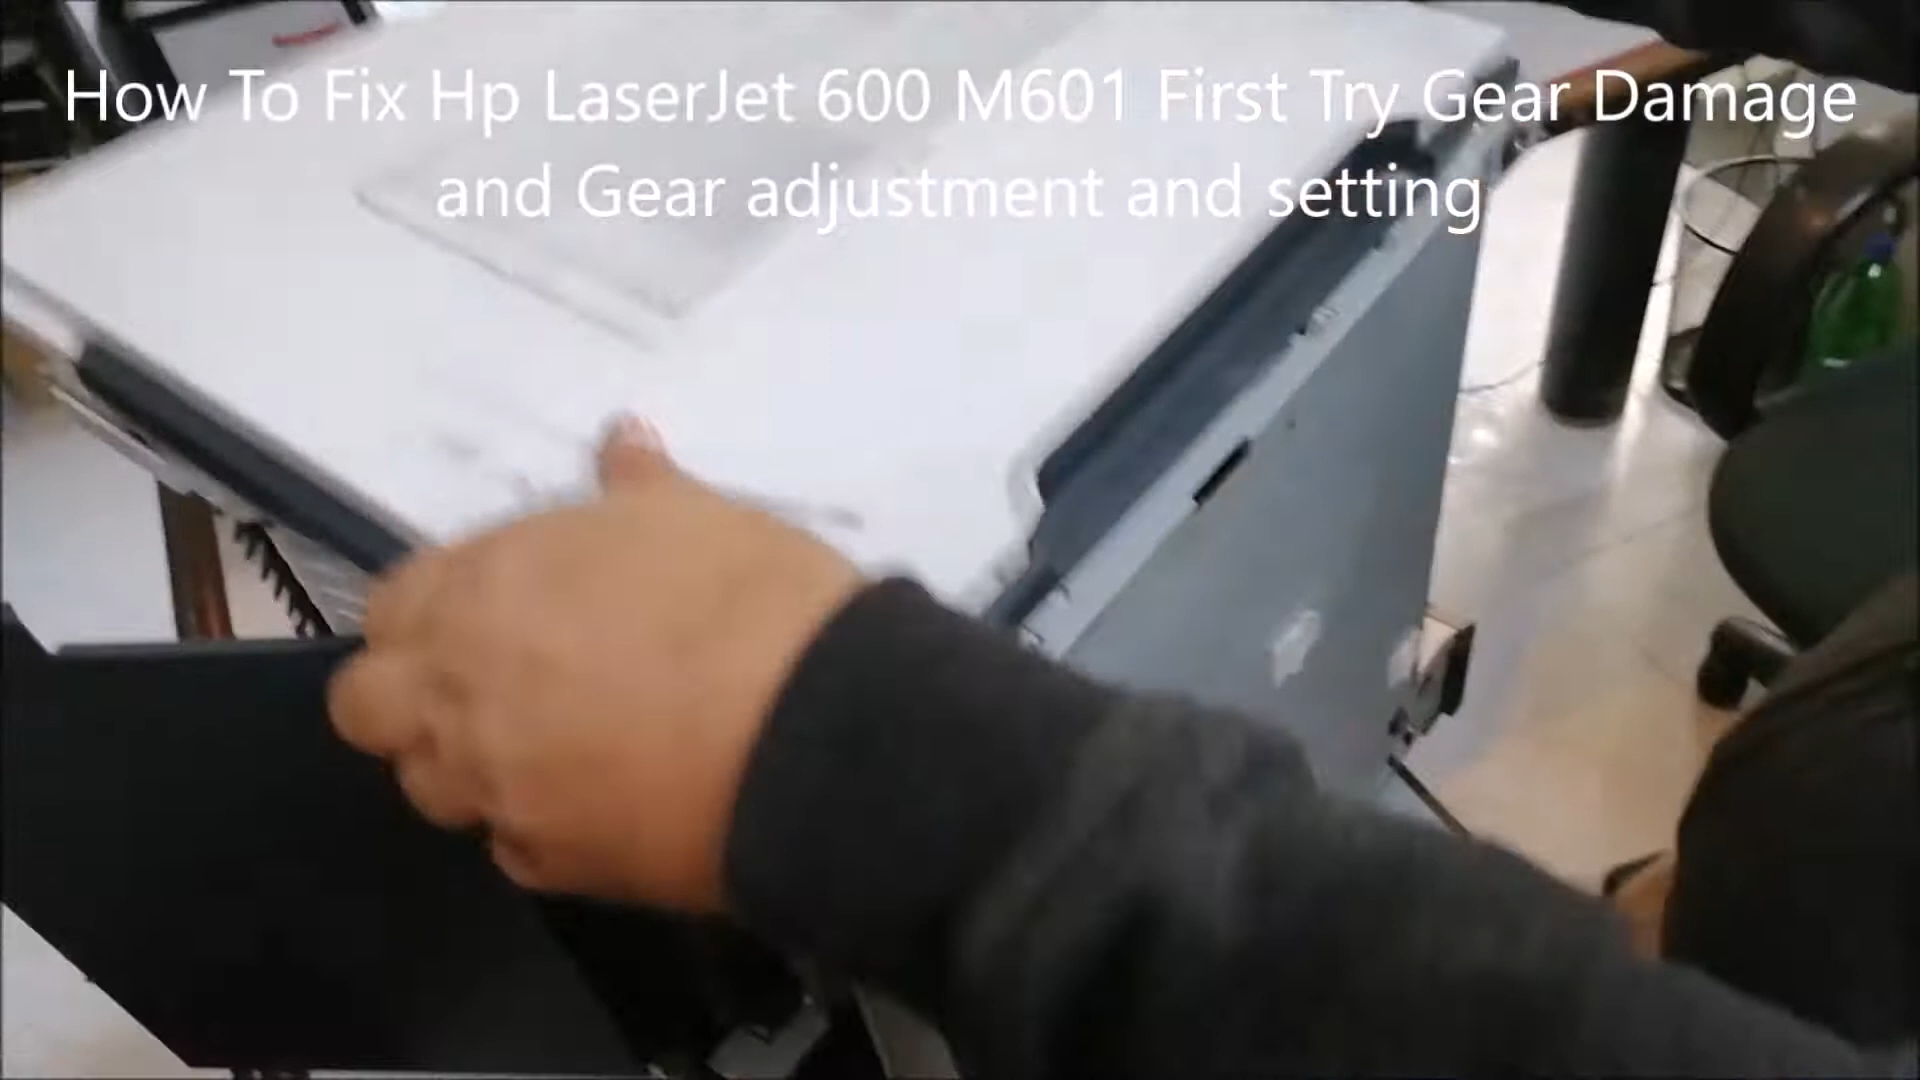 How To Fix Hp LaserJet 600 M601 First Try Gear Damage
and Gear adjustment and setting